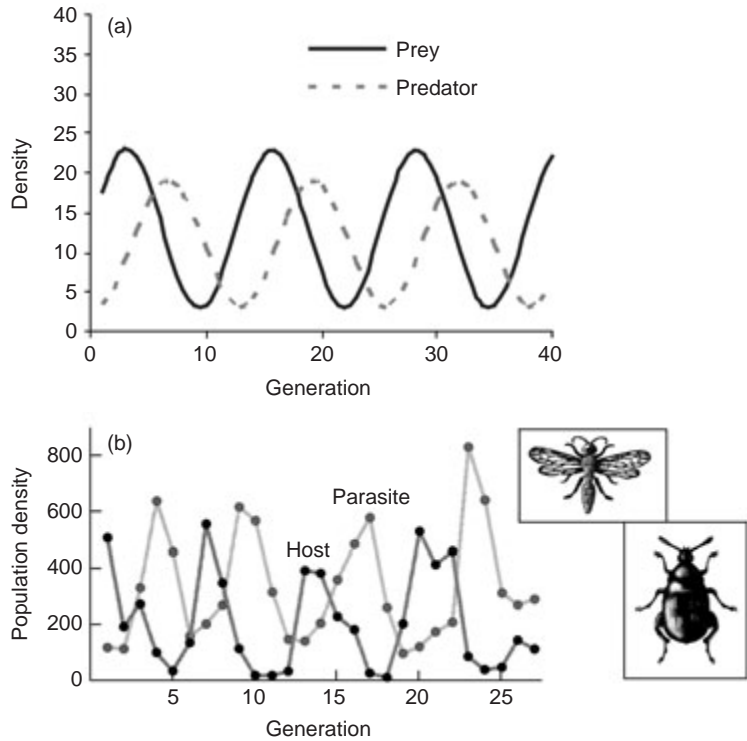 (a)
40
35
30
25
20
15
10
5
0
Density
Prey
Predator
0 10 20 30 40
Generation
(b)
800
600
400
200
0
Population density
Parasite
Host
5 10 15 20 25
Generation